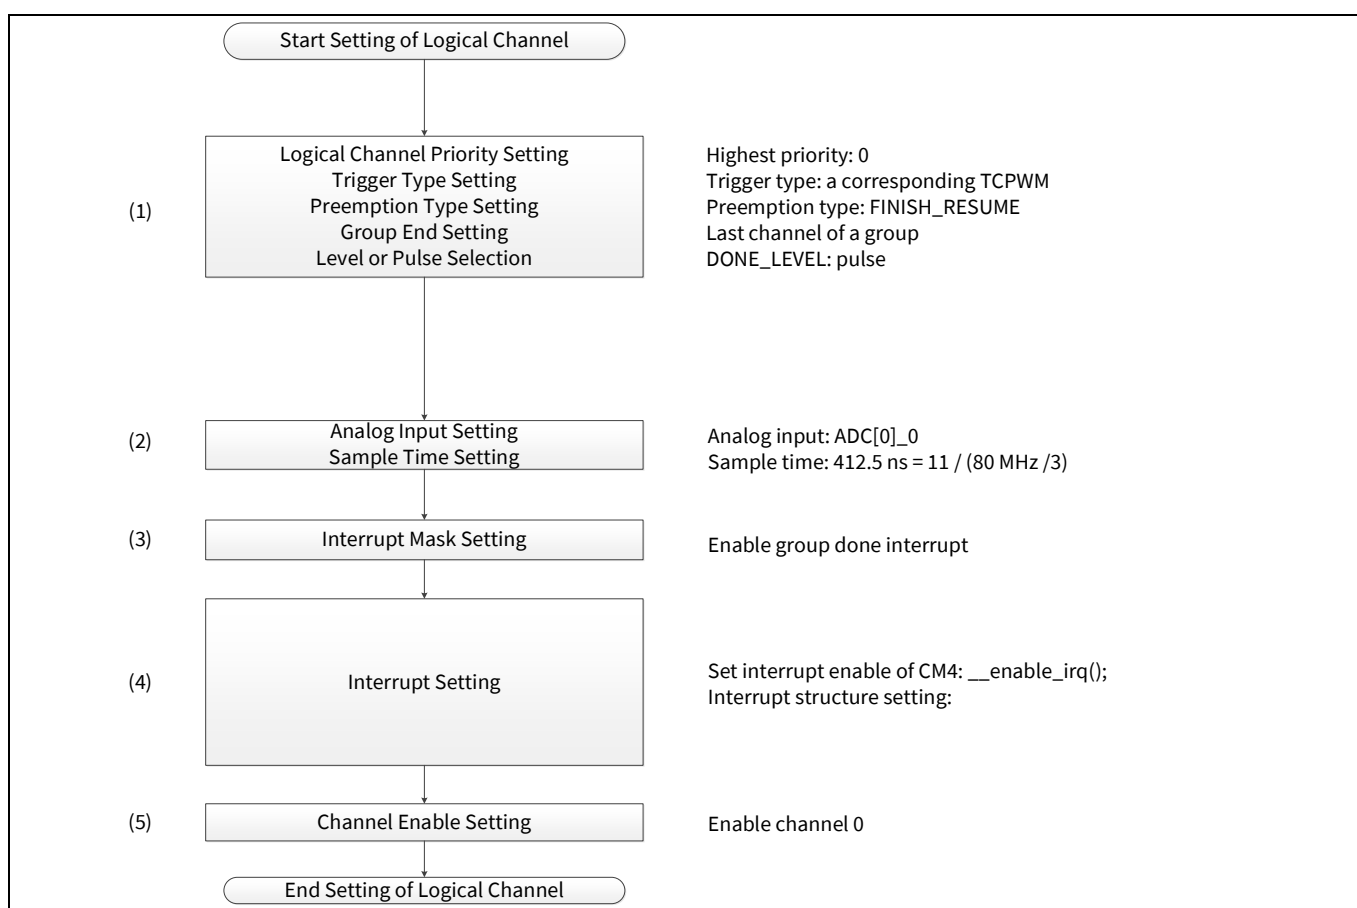 Start Setting of Logical Channel
(1)
Logical Channel Priority Setting
Trigger Type Setting
Preemption Type Setting
Group End Setting
Level or Pulse Selection
Highest priority: 0
Trigger type: a corresponding TCPWM
Preemption type: FINISH_RESUME
Last channel of a group
DONE_LEVEL: pulse
(2)
Analog Input Setting
Sample Time Setting
Analog input: ADC[0]_0
Sample time: 412.5 ns = 11 / (80 MHz /3)
(3)
Interrupt Mask Setting
Enable group done interrupt
(4)
Interrupt Setting
Set interrupt enable of CM4: __enable_irq();
Interrupt structure setting:
(5)
Channel Enable Setting
Enable channel 0
End Setting of Logical Channel